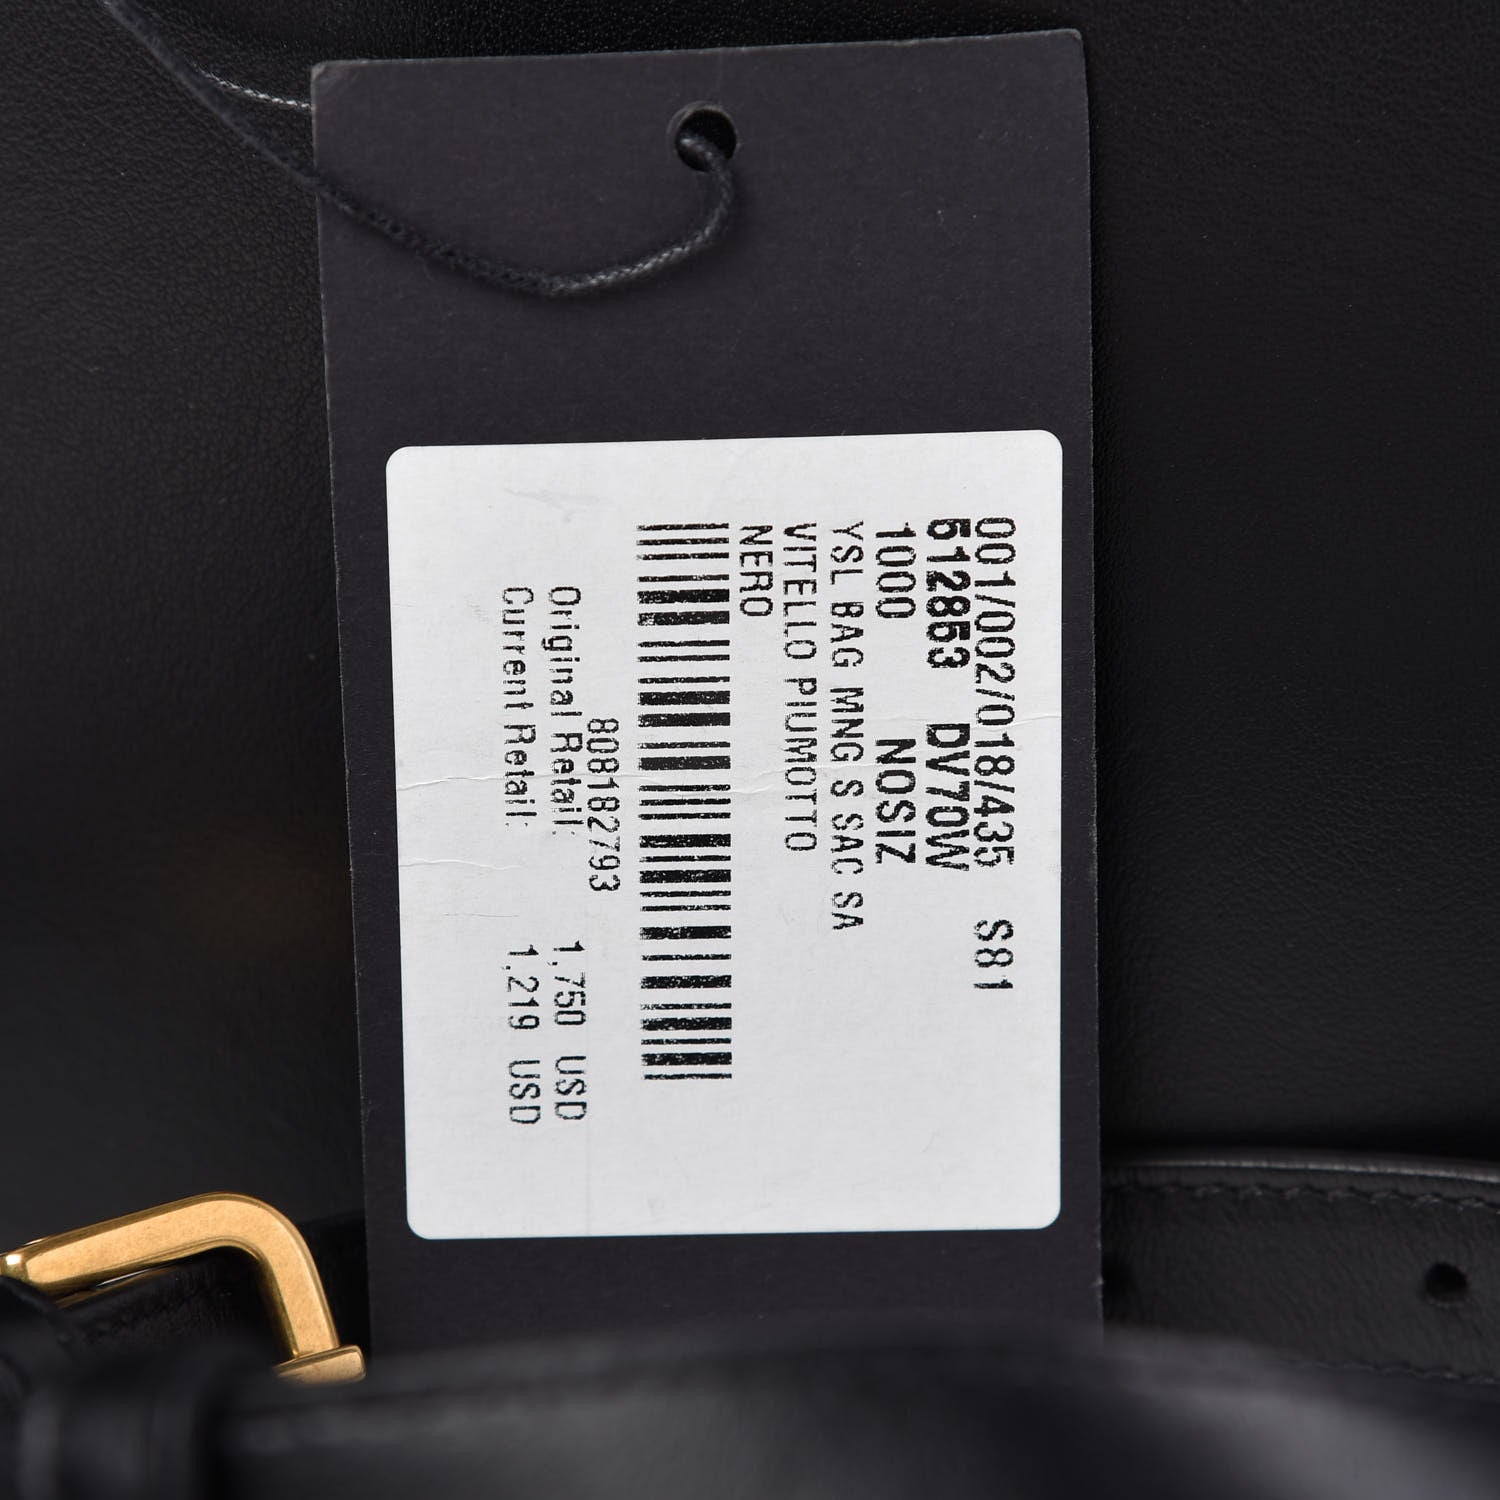 001/002/018/435 S81
512853 DV70W
1000 NOSIZ
YSL BAG MNG S SAC SA
VITELLO PIUMOTTO
NERO
808182793
Original Retail: 1,750 USD
Current Retail: 1,219 USD